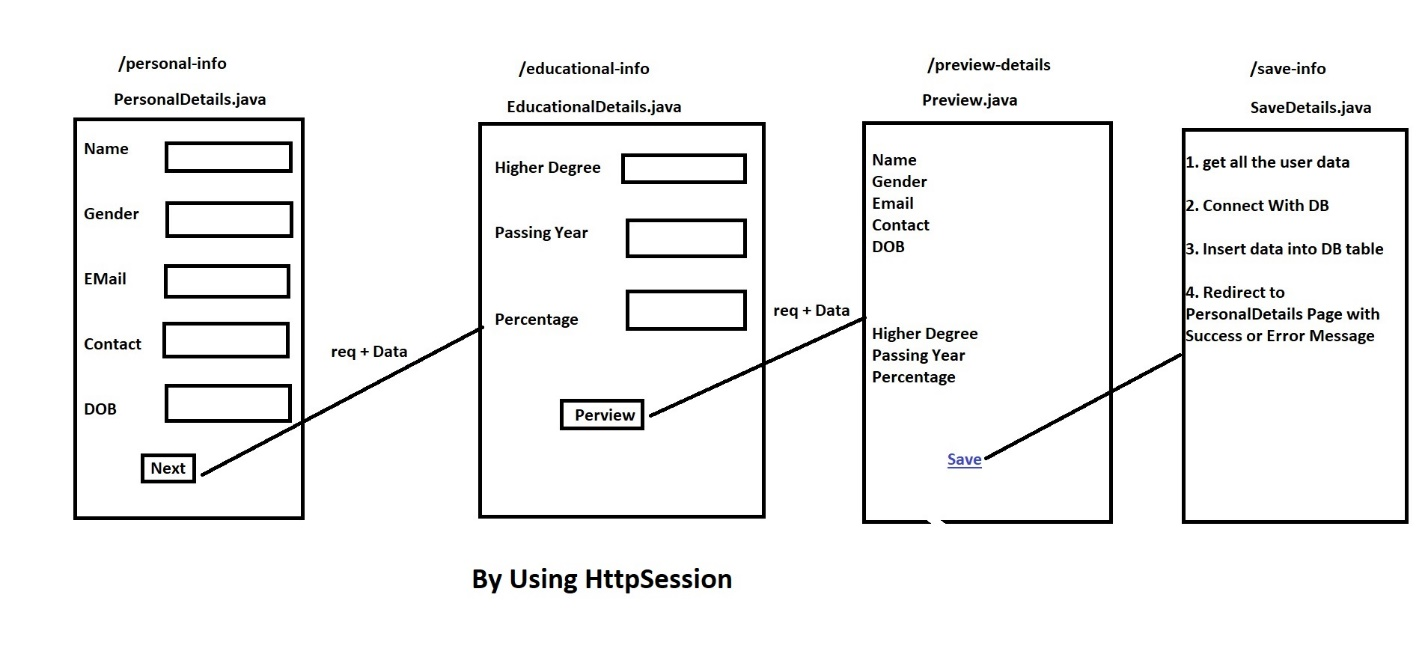 /personal-info
PersonalDetails.java
Name
Gender
EMail
Contact
DOB
Next
req + Data
/educational-info
EducationalDetails.java
Higher Degree
Passing Year
Percentage
Perview
req + Data
/preview-details
Preview.java
Name
Gender
Email
Contact
DOB
Higher Degree
Passing Year
Percentage
Save
/save-info
SaveDetails.java
1. get all the user data
2. Connect With DB
3. Insert data into DB table
4. Redirect to
PersonalDetails Page with
Success or Error Message
By Using HttpSession